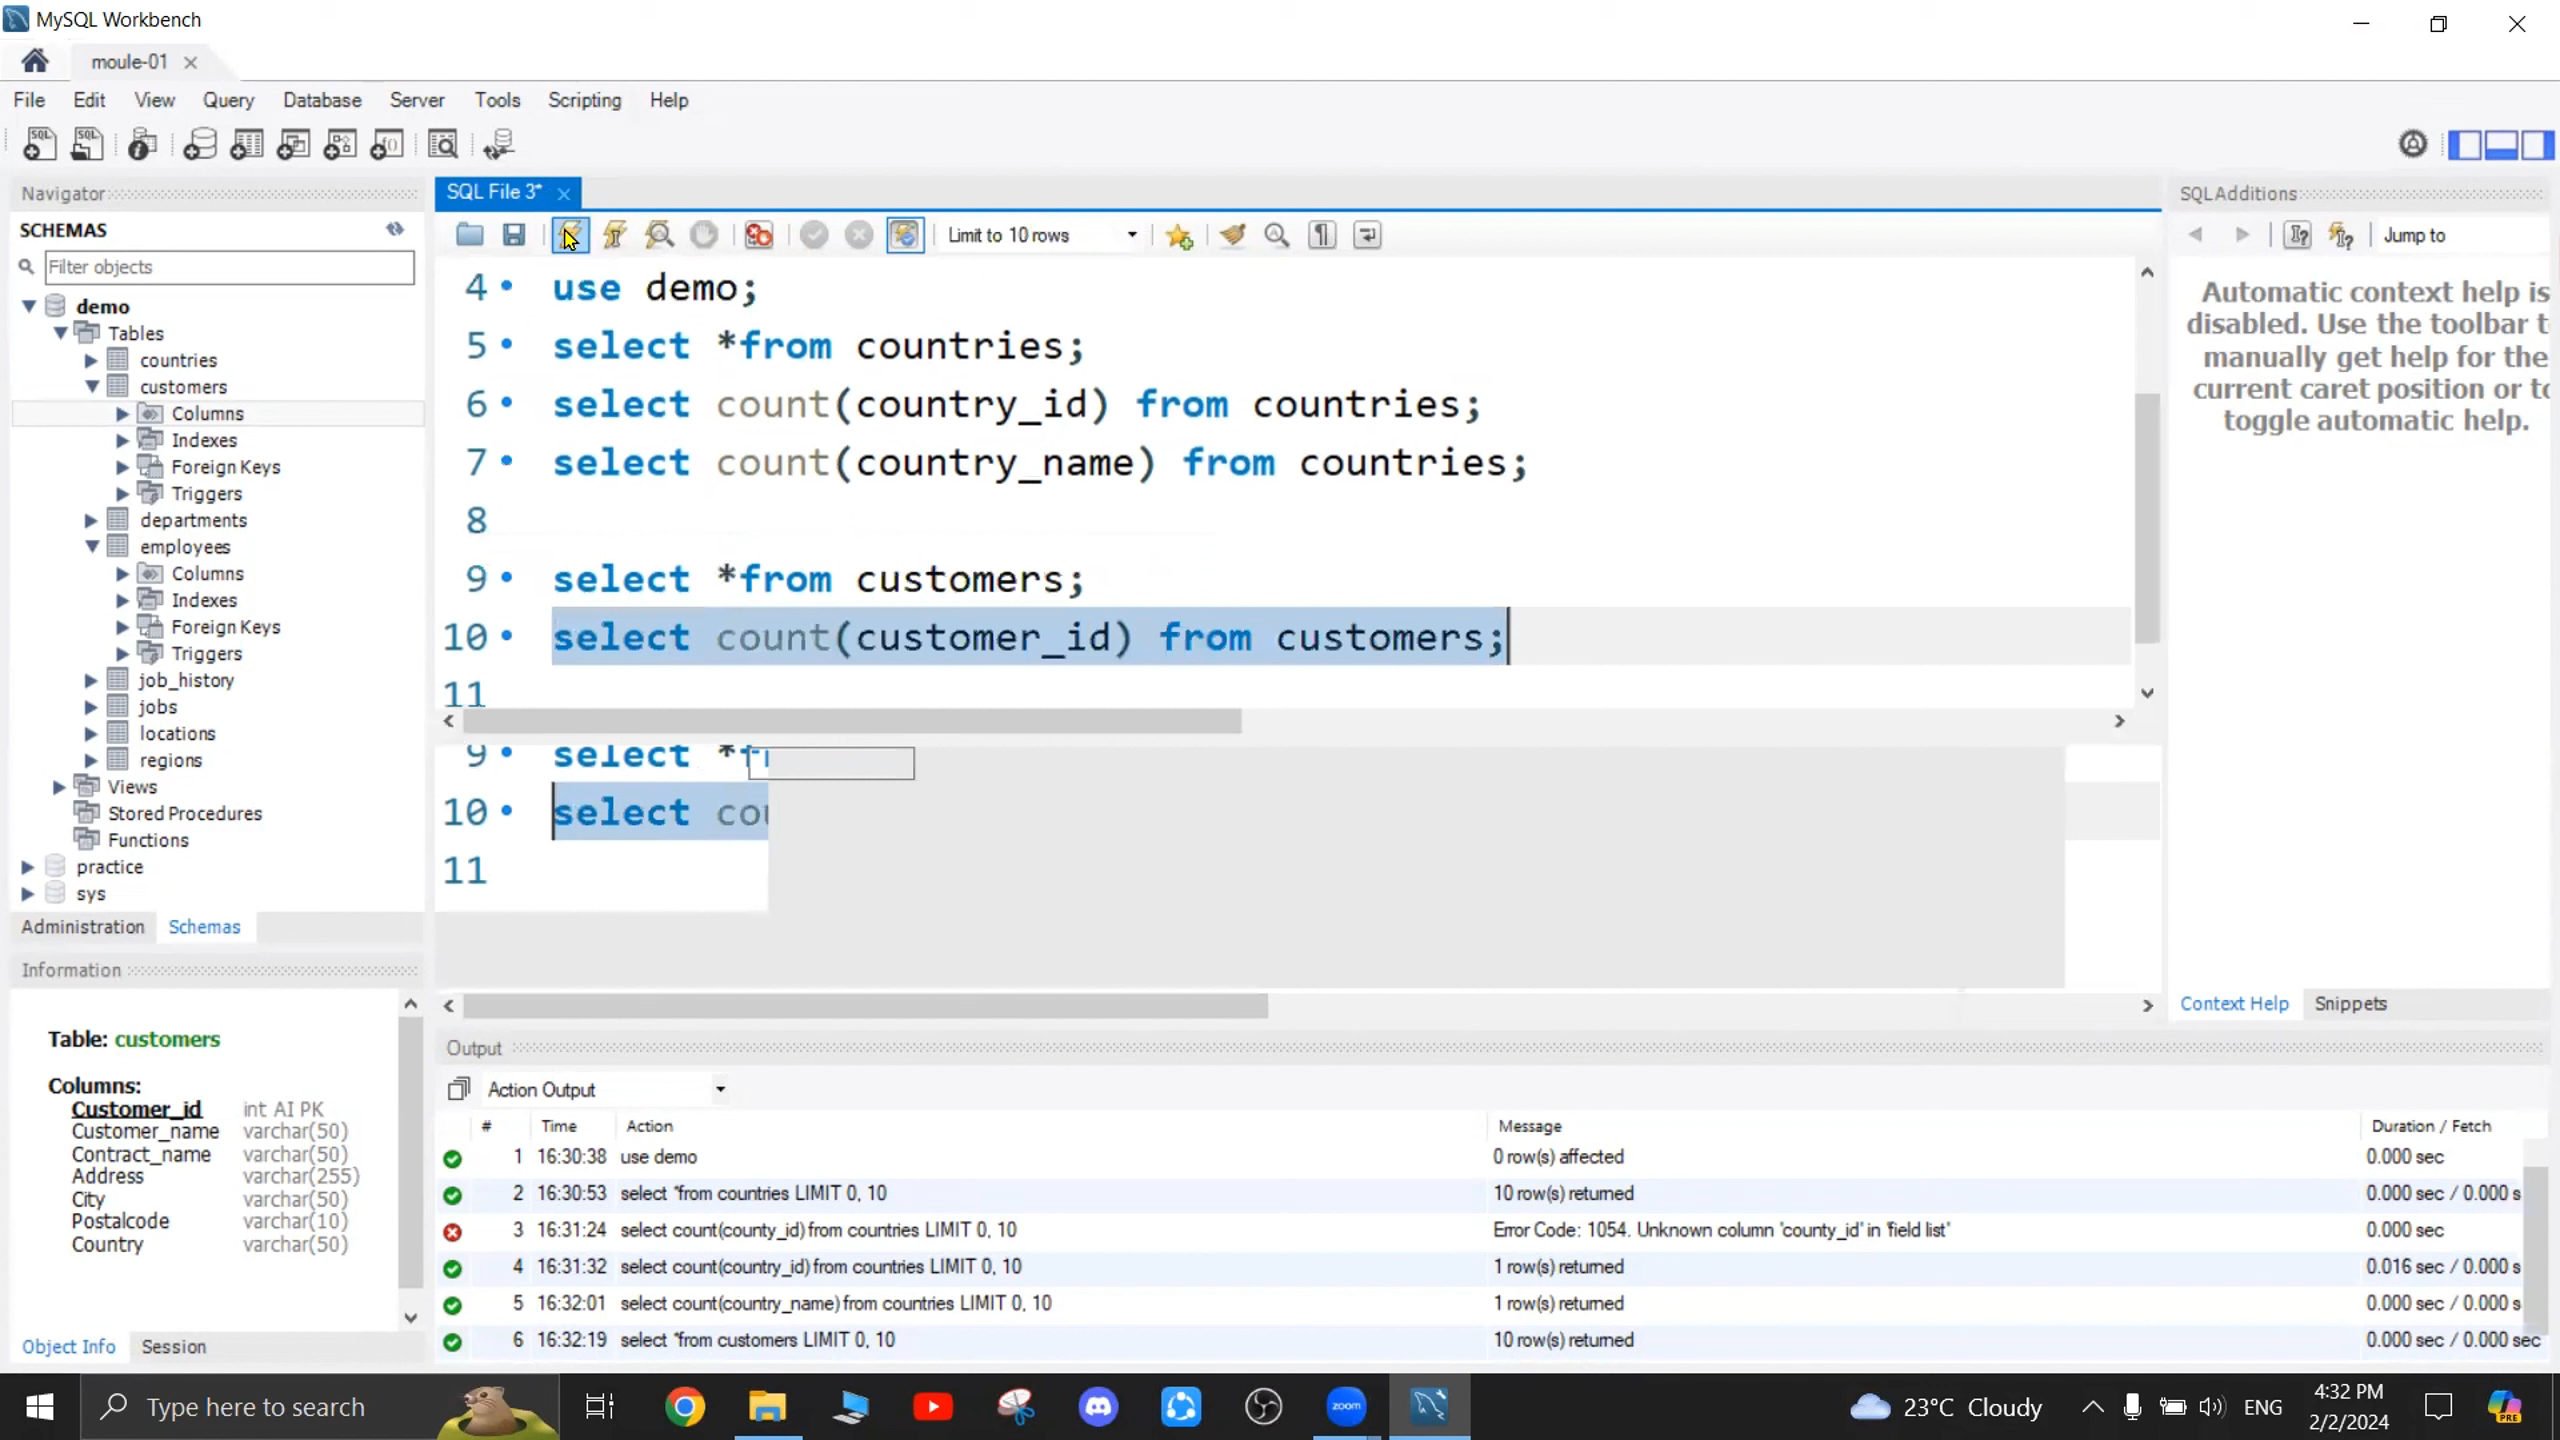 MySQL Workbench
moule-01
File Edit View Query Database Server Tools Scripting Help
Navigator
SCHEMAS
Filter objects
demo
Tables
countries
customers
Columns
Indexes
Foreign Keys
Triggers
departments
employees
Columns
Indexes
Foreign Keys
Triggers
job_history
jobs
locations
regions
Views
Stored Procedures
Functions
practice
sys
Administration Schemas
Information
Table: customers
Columns:
Customer_id int AI PK
Customer_name varchar(50)
Contract_name varchar(50)
Address varchar(255)
City varchar(50)
Postalcode varchar(10)
Country varchar(50)
Object Info Session
SQL File 3*
Limit to 10 rows
4 use demo;
5 select *from countries;
6 select count(country_id) from countries;
7 select count(country_name) from countries;
8
9 select *from customers;
10 select count(customer_id) from customers;
11
9 select *f
10 select cou
11
Output
Action Output
# Time Action Message Duration / Fetch
1 16:30:38 use demo 0 row(s) affected 0.000 sec
2 16:30:53 select *from countries LIMIT 0, 10 10 row(s) returned 0.000 sec / 0.000 s
3 16:31:24 select count(county_id) from countries LIMIT 0, 10 Error Code: 1054. Unknown column 'county_id' in 'field list' 0.000 sec
4 16:31:32 select count(country_id) from countries LIMIT 0, 10 1 row(s) returned 0.016 sec / 0.000 s
5 16:32:01 select count(country_name) from countries LIMIT 0, 10 1 row(s) returned 0.000 sec / 0.000 s
6 16:32:19 select *from customers LIMIT 0, 10 10 row(s) returned 0.000 sec / 0.000 sec
SQLAdditions
Jump to
Automatic context help is
disabled. Use the toolbar t
manually get help for the
current caret position or to
toggle automatic help.
Context Help Snippets
Type here to search
zoom
23°C Cloudy
ENG
4:32 PM
2/2/2024
PRE